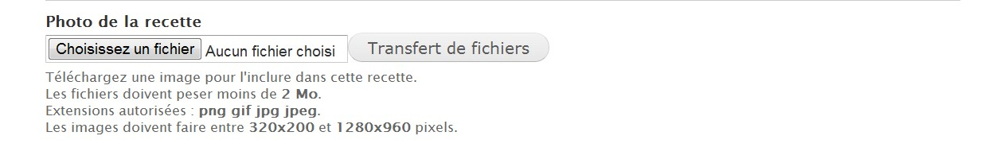 Photo de la recette
Choisissez un fichier Aucun fichier choisi Transfert de fichiers
Téléchargez une image pour l'inclure dans cette recette.
Les fichiers doivent peser moins de 2 Mo.
Extensions autorisées : png gif jpg jpeg.
Les images doivent faire entre 320x200 et 1280x960 pixels.